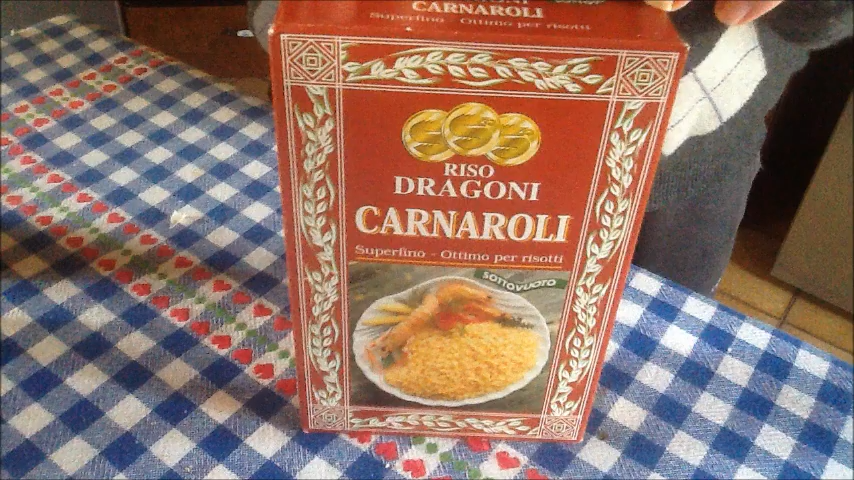 CARNAROLI
Superfino - Ottimo per risotti
RISO
DRAGONI
CARNAROLI
Superfino - Ottimo per risotti
SOTTOVUOTO